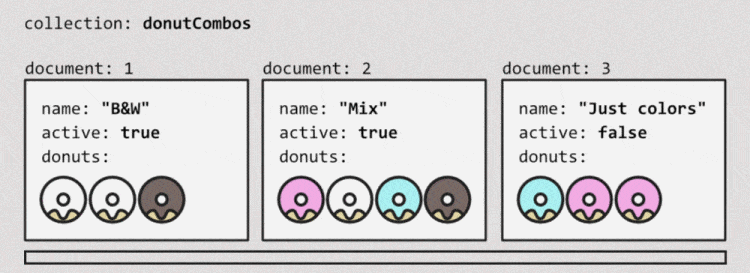 collection: donutCombos
document: 1
name: "B&W"
active: true
donuts:
document: 2
name: "Mix"
active: true
donuts:
document: 3
name: "Just colors"
active: false
donuts: